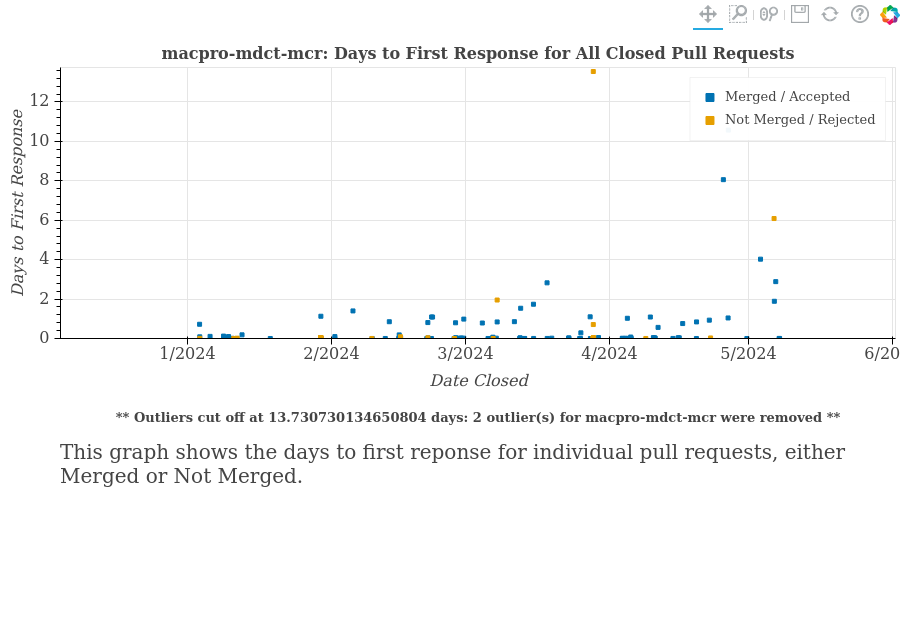 macpro-mdct-mcr: Days to First Response for All Closed Pull Requests
Merged / Accepted
Not Merged / Rejected
Days to First Response
12
10
8
6
4
2
0
1/2024
2/2024
3/2024
4/2024
5/2024
6/20
Date Closed
** Outliers cut off at 13.730730134650804 days: 2 outlier(s) for macpro-mdct-mcr were removed **
This graph shows the days to first reponse for individual pull requests, either
Merged or Not Merged.